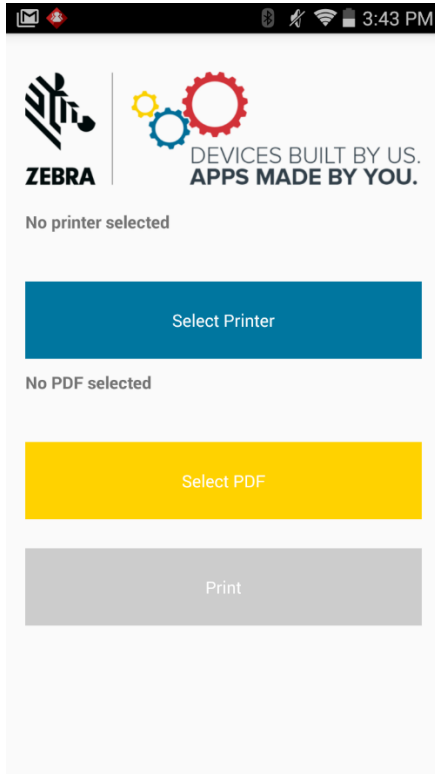 3:43 PM
ZEBRA
DEVICES BUILT BY US.
APPS MADE BY YOU.
No printer selected
Select Printer
No PDF selected
Select PDF
Print